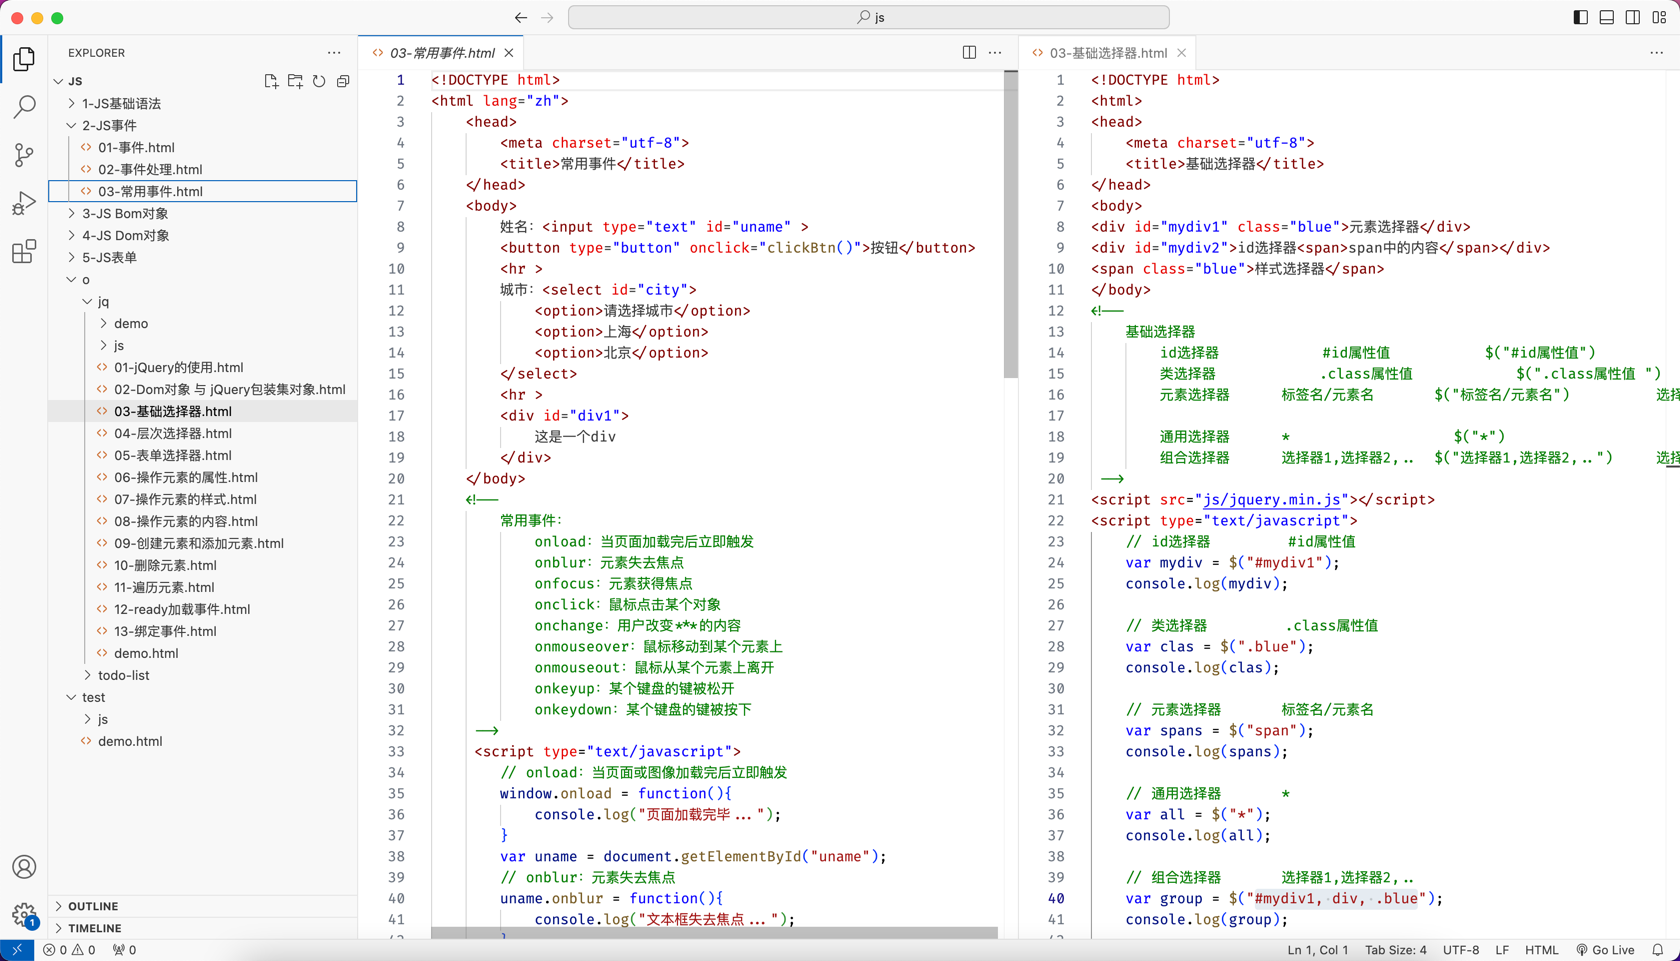 js
EXPLORER
JS
1-JS基础语法
2-JS事件
01-事件.html
02-事件处理.html
03-常用事件.html
3-JS Bom对象
4-JS Dom对象
5-JS表单
o
jq
demo
js
01-jQuery的使用.html
02-Dom对象 与 jQuery包装集对象.html
03-基础选择器.html
04-层次选择器.html
05-表单选择器.html
06-操作元素的属性.html
07-操作元素的样式.html
08-操作元素的内容.html
09-创建元素和添加元素.html
10-删除元素.html
11-遍历元素.html
12-ready加载事件.html
13-绑定事件.html
demo.html
todo-list
test
js
demo.html
OUTLINE
TIMELINE
03-常用事件.html
1 <!DOCTYPE html>
2 <html lang="zh">
3 <head>
4 <meta charset="utf-8">
5 <title>常用事件</title>
6 </head>
7 <body>
8 姓名：<input type="text" id="uname" >
9 <button type="button" onclick="clickBtn()">按钮</button>
10 <hr >
11 城市：<select id="city">
12 <option>请选择城市</option>
13 <option>上海</option>
14 <option>北京</option>
15 </select>
16 <hr >
17 <div id="div1">
18 这是一个div
19 </div>
20 </body>
21 <!--
22 常用事件：
23 onload：当页面加载完后立即触发
24 onblur：元素失去焦点
25 onfocus：元素获得焦点
26 onclick：鼠标点击某个对象
27 onchange：用户改变***的内容
28 onmouseover：鼠标移动到某个元素上
29 onmouseout：鼠标从某个元素上离开
30 onkeyup：某个键盘的键被松开
31 onkeydown：某个键盘的键被按下
32 -->
33 <script type="text/javascript">
34 // onload：当页面或图像加载完后立即触发
35 window.onload = function(){
36 console.log("页面加载完毕...");
37 }
38 var uname = document.getElementById("uname");
39 // onblur：元素失去焦点
40 uname.onblur = function(){
41 console.log("文本框失去焦点...");
03-基础选择器.html
1 <!DOCTYPE html>
2 <html>
3 <head>
4 <meta charset="utf-8">
5 <title>基础选择器</title>
6 </head>
7 <body>
8 <div id="mydiv1" class="blue">元素选择器</div>
9 <div id="mydiv2">id选择器<span>span中的内容</span></div>
10 <span class="blue">样式选择器</span>
11 </body>
12 <!--
13 基础选择器
14 id选择器 #id属性值 $("#id属性值")
15 类选择器 .class属性值 $(".class属性值 ")
16 元素选择器 标签名/元素名 $("标签名/元素名") 选择
17
18 通用选择器 * $("*")
19 组合选择器 选择器1,选择器2,.. $("选择器1,选择器2,..") 选择
20 -->
21 <script src="js/jquery.min.js"></script>
22 <script type="text/javascript">
23 // id选择器 #id属性值
24 var mydiv = $("#mydiv1");
25 console.log(mydiv);
26
27 // 类选择器 .class属性值
28 var clas = $(".blue");
29 console.log(clas);
30
31 // 元素选择器 标签名/元素名
32 var spans = $("span");
33 console.log(spans);
34
35 // 通用选择器 *
36 var all = $("*");
37 console.log(all);
38
39 // 组合选择器 选择器1,选择器2,..
40 var group = $("#mydiv1, div, .blue");
41 console.log(group);
1
0 0 0 Ln 1, Col 1 Tab Size: 4 UTF-8 LF HTML Go Live